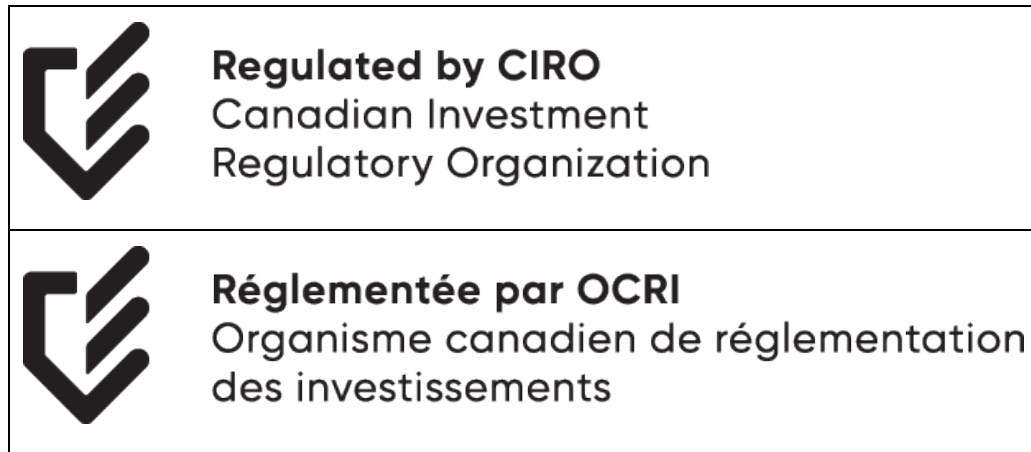 Regulated by CIRO
Canadian Investment
Regulatory Organization
Réglementée par OCRI
Organisme canadien de réglementation
des investissements